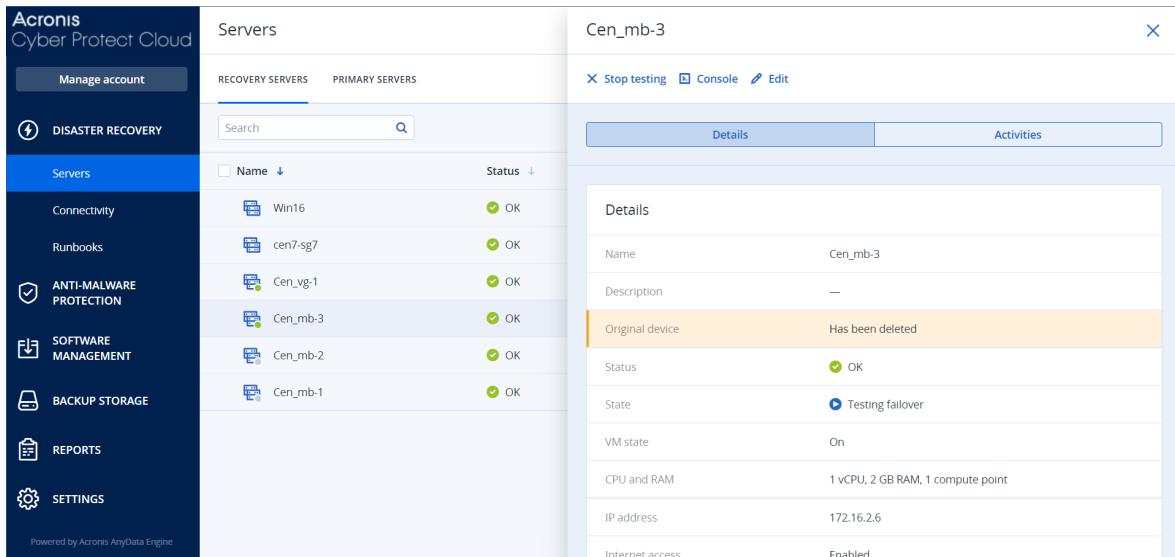 Acronis
Cyber Protect Cloud
Manage account
DISASTER RECOVERY
Servers
Connectivity
Runbooks
ANTI-MALWARE
PROTECTION
SOFTWARE
MANAGEMENT
BACKUP STORAGE
REPORTS
SETTINGS
Powered by Acronis AnyData Engine
Servers
RECOVERY SERVERS PRIMARY SERVERS
Search
Name Status
Win16 OK
cen7-sg7 OK
Cen_vg-1 OK
Cen_mb-3 OK
Cen_mb-2 OK
Cen_mb-1 OK
Cen_mb-3
Stop testing Console Edit
Details Activities
Details
Name Cen_mb-3
Description —
Original device Has been deleted
Status OK
State Testing failover
VM state On
CPU and RAM 1 vCPU, 2 GB RAM, 1 compute point
IP address 172.16.2.6
Internet access Enabled